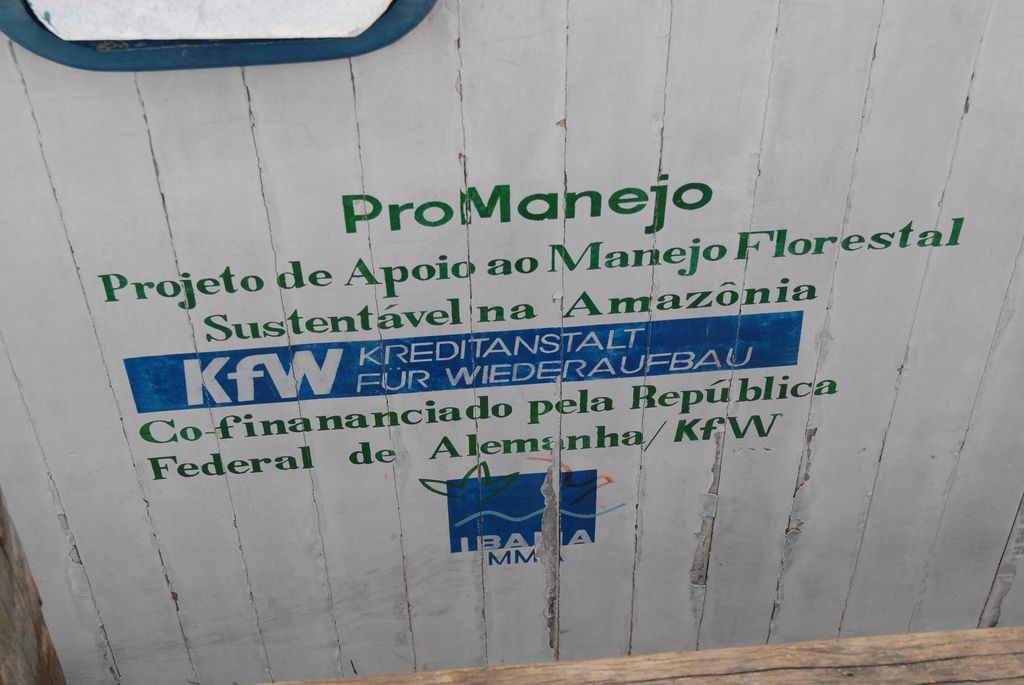 ProManejo
Projeto de Apoio ao Manejo Florestal
Sustentável na Amazônia
KfW KREDITANSTALT
FÜR WIEDERAUFBAU
Co-finananciado pela República
Federal de Alemanha/KfW
IBAMA
MMA